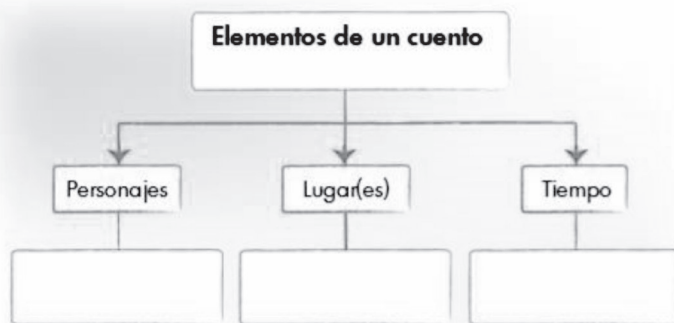 Elementos de un cuento
Personajes
Lugar(es)
Tiempo